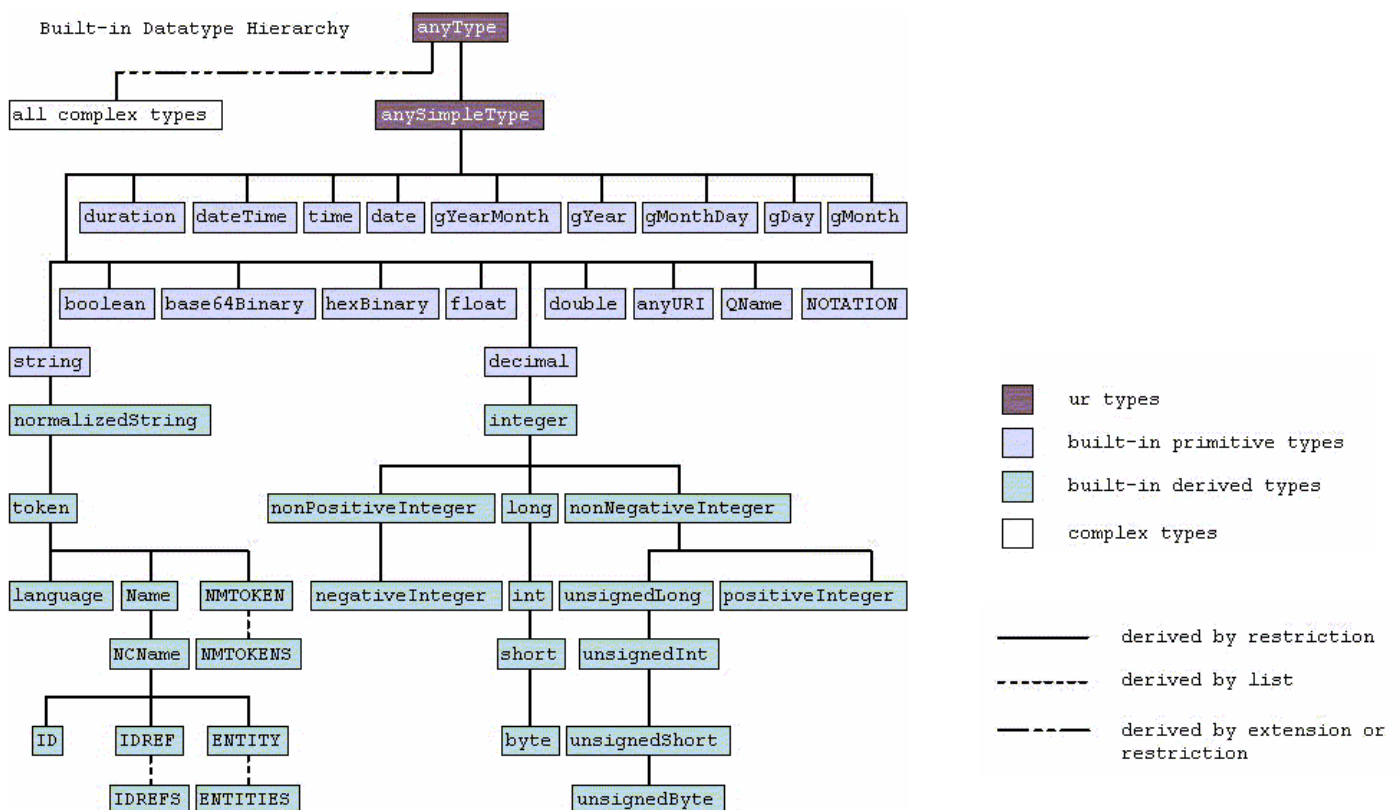 Built-in Datatype Hierarchy
anyType
all complex types
anySimpleType
duration dateTime time date gYearMonth gYear gMonthDay gDay gMonth
boolean base64Binary hexBinary float double anyURI QName NOTATION
string decimal
normalizedString integer
token nonPositiveInteger long nonNegativeInteger
language Name NMTOKEN negativeInteger int unsignedLong positiveInteger
NCName NMTOKENS short unsignedInt
ID IDREF ENTITY byte unsignedShort
IDREFS ENTITIES unsignedByte
ur types
built-in primitive types
built-in derived types
complex types
derived by restriction
derived by list
derived by extension or
restriction